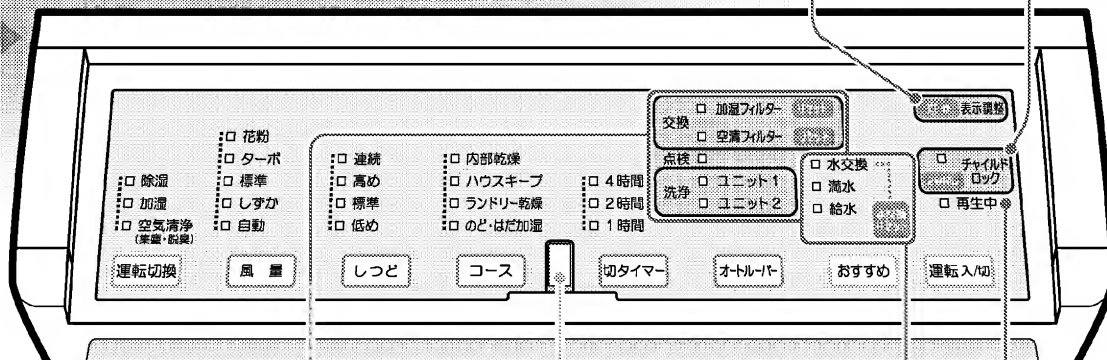 交換
加湿フィルター
空清フィルター
点検
洗浄
ユニット1
ユニット2
表示調整
チャイルド
ロック
再生中
水交換
満水
給水
花粉
ターボ
標準
しずか
自動
除湿
加湿
空気清浄
(集塵・脱臭)
連続
高め
標準
低め
内部乾燥
ハウスキープ
ランドリー乾燥
のど・はだ加湿
4時間
2時間
1時間
運転切換
風量
しつど
コース
切タイマー
オートルーバー
おすすめ
運転入/切